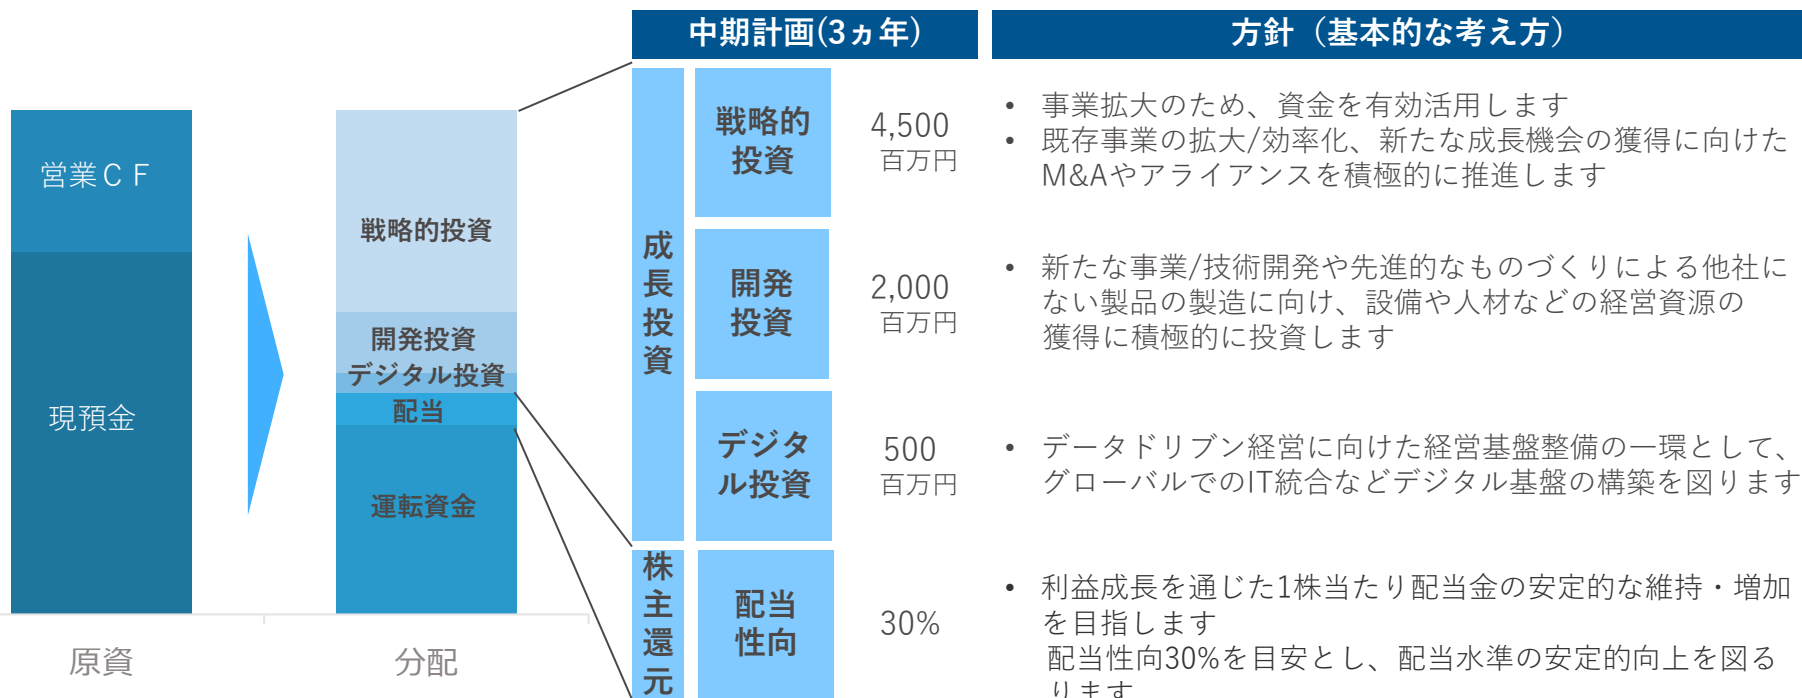 中期計画(3ヵ年)
方針（基本的な考え方）
営業ＣＦ
現預金
原資
戦略的投資
開発投資
デジタル投資
配当
運転資金
分配
成長投資
戦略的
投資
4,500
百万円
• 事業拡大のため、資金を有効活用します
• 既存事業の拡大/効率化、新たな成長機会の獲得に向けた
M&Aやアライアンスを積極的に推進します
開発
投資
2,000
百万円
• 新たな事業/技術開発や先進的なものづくりによる他社に
ない製品の製造に向け、設備や人材などの経営資源の
獲得に積極的に投資します
デジタ
ル投資
500
百万円
• データドリブン経営に向けた経営基盤整備の一環として、
グローバルでのIT統合などデジタル基盤の構築を図ります
株主還元
配当
性向
30%
• 利益成長を通じた1株当たり配当金の安定的な維持・増加
を目指します
配当性向30%を目安とし、配当水準の安定的向上を図る
ります